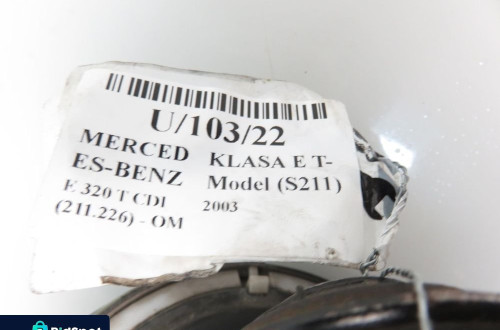 U/103/22
MERCED
ES-BENZ
E 320 T CDI
(211.226) - OM
KLASA E T-
Model (S211)
2003